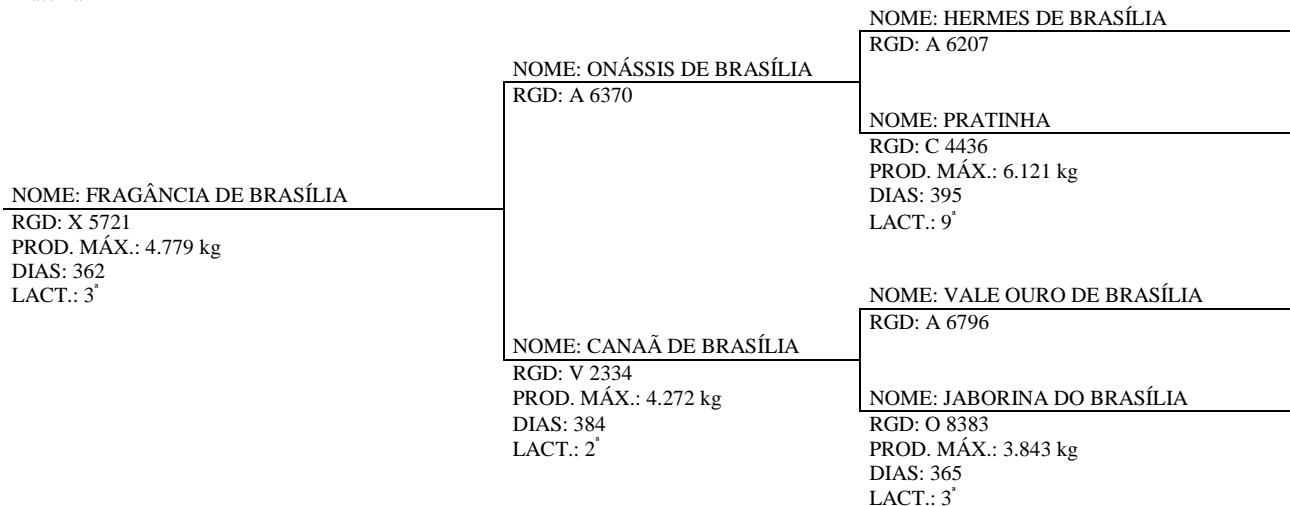 NOME: HERMES DE BRASÍLIA
RGD: A 6207
NOME: ONÁSSIS DE BRASÍLIA
RGD: A 6370
NOME: PRATINHA
RGD: C 4436
PROD. MÁX.: 6.121 kg
DIAS: 395
LACT.: 9ª
NOME: FRAGÂNCIA DE BRASÍLIA
RGD: X 5721
PROD. MÁX.: 4.779 kg
DIAS: 362
LACT.: 3ª
NOME: VALE OURO DE BRASÍLIA
RGD: A 6796
NOME: CANAÃ DE BRASÍLIA
RGD: V 2334
PROD. MÁX.: 4.272 kg
DIAS: 384
LACT.: 2ª
NOME: JABORINA DO BRASÍLIA
RGD: O 8383
PROD. MÁX.: 3.843 kg
DIAS: 365
LACT.: 3ª